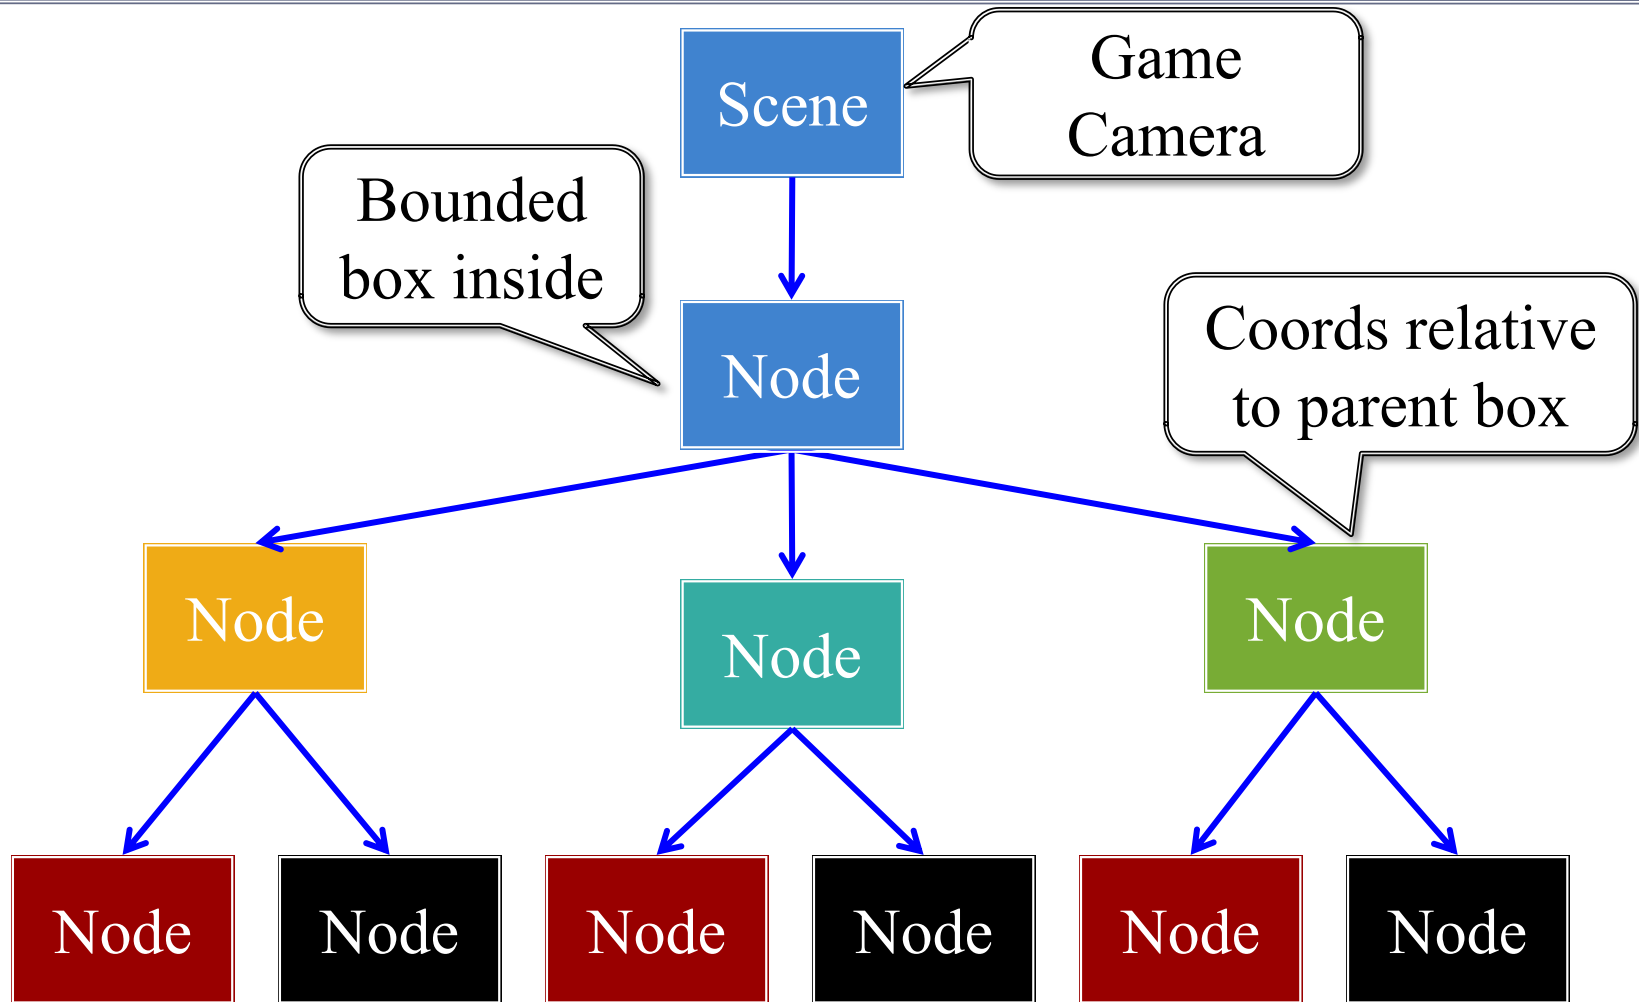 Game
Camera
Scene
Bounded
box inside
Node
Coords relative
to parent box
Node
Node
Node
Node
Node
Node
Node
Node
Node